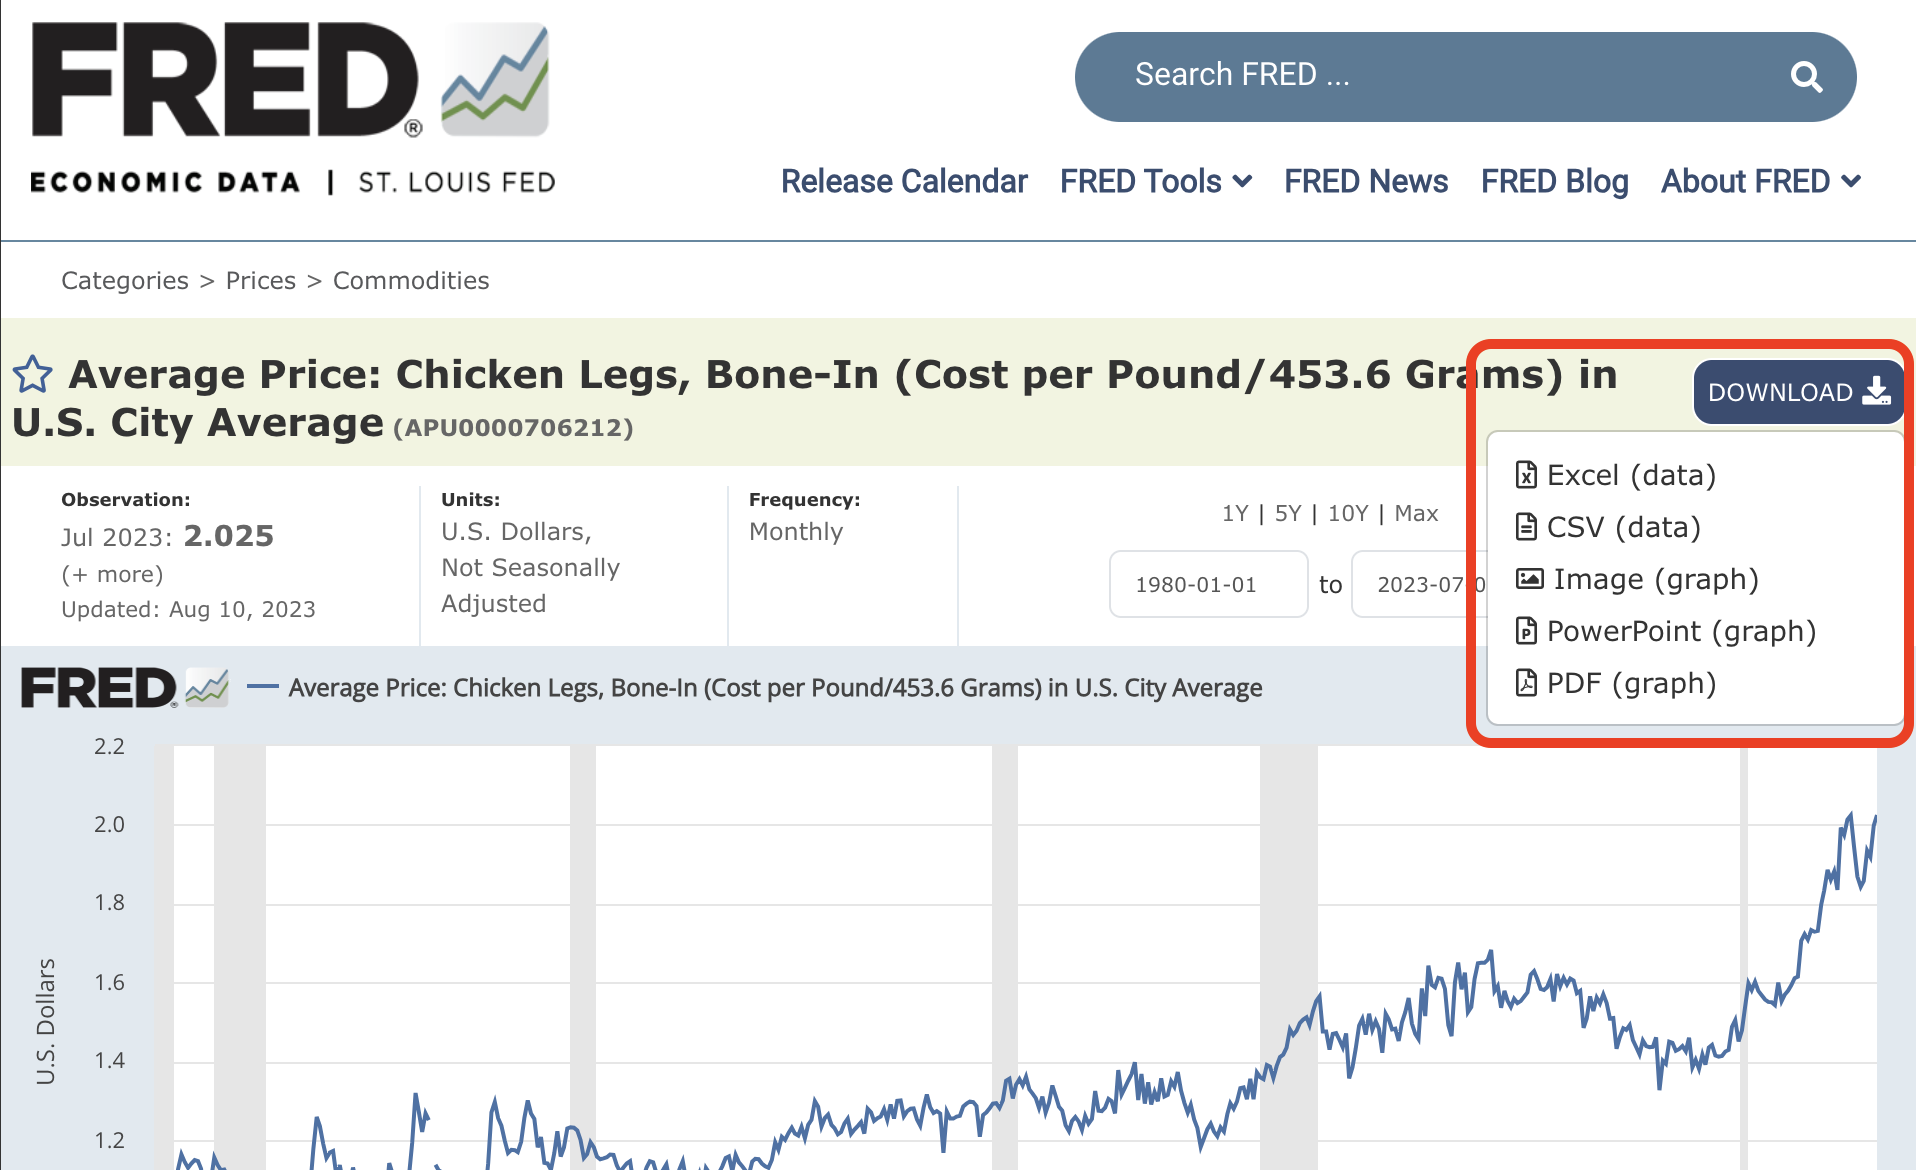 FRED®
ECONOMIC DATA | ST. LOUIS FED
Search FRED ...
Release Calendar FRED Tools FRED News FRED Blog About FRED
Categories > Prices > Commodities
Average Price: Chicken Legs, Bone-In (Cost per Pound/453.6 Grams) in
U.S. City Average (APU0000706212)
DOWNLOAD
Excel (data)
CSV (data)
Image (graph)
PowerPoint (graph)
PDF (graph)
Observation:
Jul 2023: 2.025
(+ more)
Updated: Aug 10, 2023
Units:
U.S. Dollars,
Not Seasonally
Adjusted
Frequency:
Monthly
1Y | 5Y | 10Y | Max
1980-01-01 to 2023-07-0
FRED® Average Price: Chicken Legs, Bone-In (Cost per Pound/453.6 Grams) in U.S. City Average
2.2
2.0
1.8
1.6
1.4
1.2
U.S. Dollars